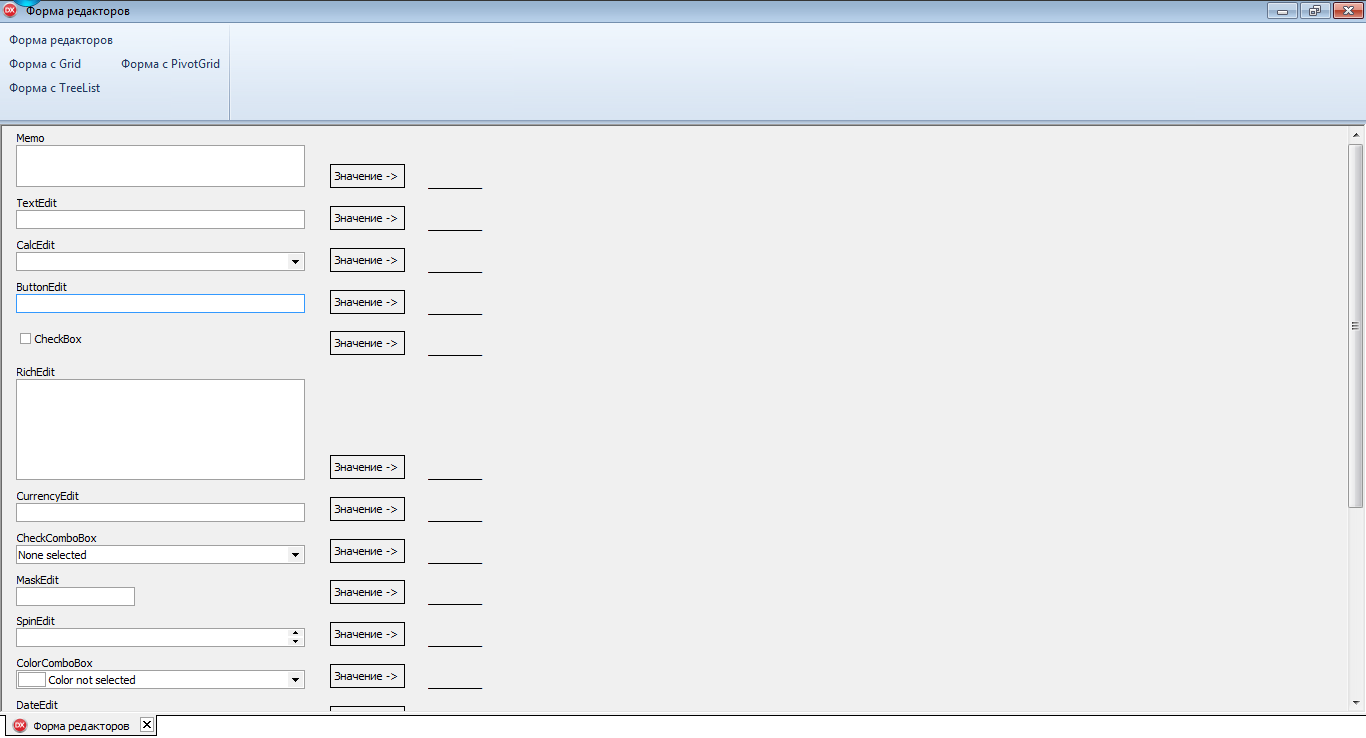 DX Форма редакторов
Форма редакторов
Форма с Grid Форма с PivotGrid
Форма с TreeList
Memo
Значение ->
TextEdit
Значение ->
CalcEdit
Значение ->
ButtonEdit
Значение ->
CheckBox Значение ->
RichEdit
Значение ->
CurrencyEdit
Значение ->
CheckComboBox
None selected Значение ->
MaskEdit
Значение ->
SpinEdit
Значение ->
ColorComboBox
Color not selected Значение ->
DateEdit
DX Форма редакторов